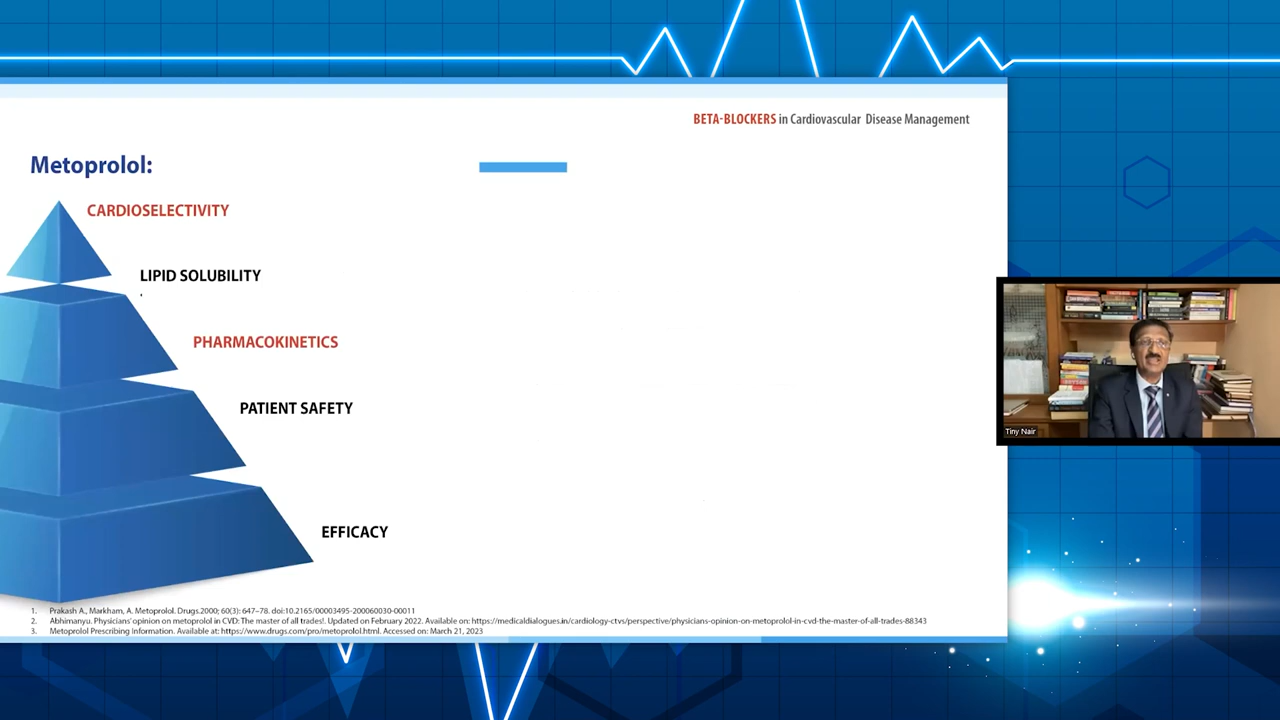 BETA-BLOCKERS in Cardiovascular Disease Management
Metoprolol:
CARDIOSELECTIVITY
LIPID SOLUBILITY
PHARMACOKINETICS
PATIENT SAFETY
EFFICACY
Tiny Nair
1. Prakash A., Markham, A. Metoprolol. Drugs.2000; 60(3): 647–78. doi:10.2165/00003495-200060030-00011
2. Abhimanyu. Physicians' opinion on metoprolol in CVD: The master of all trades!. Updated on February 2022. Available on: https://medicaldialogues.in/cardiology-ctvs/perspective/physicians-opinion-on-metoprolol-in-cvd-the-master-of-all-trades-88343
3. Metoprolol Prescribing Information. Available at: https://www.drugs.com/pro/metoprolol.html. Accessed on: March 21, 2023